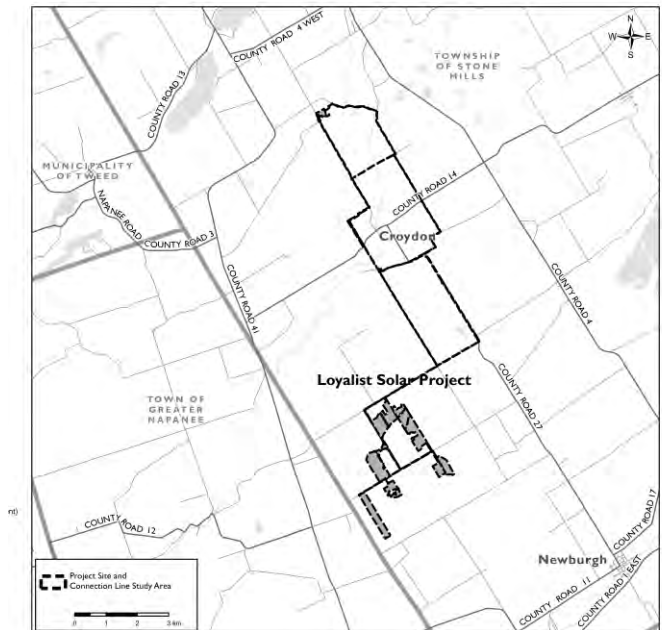 COUNTY ROAD 4 WEST
N
W E
S
TOWNSHIP
OF STONE
HILLS
COUNTY ROAD 13
MUNICIPALITY
OF TWEED
NAPANEE
ROAD
COUNTY ROAD 3
COUNTY ROAD 14
Croydon
COUNTY ROAD 41
COUNTY ROAD 4
Loyalist Solar Project
TOWN OF
GREATER
NAPANEE
COUNTY ROAD 27
nt)
COUNTY ROAD 12
COUNTY ROAD 17
Newburgh
COUNTY ROAD 1 EAST
COUNTY ROAD 11
Project Site and
Connection Line Study Area
0 1 2 3 km